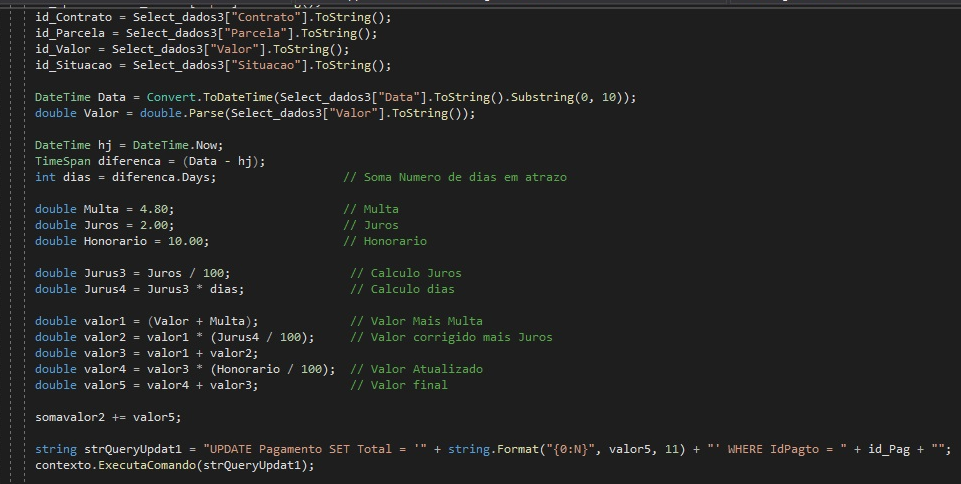 id_Contrato = Select_dados3["Contrato"].ToString();
id_Parcela = Select_dados3["Parcela"].ToString();
id_Valor = Select_dados3["Valor"].ToString();
id_Situacao = Select_dados3["Situacao"].ToString();
DateTime Data = Convert.ToDateTime(Select_dados3["Data"].ToString().Substring(0, 10));
double Valor = double.Parse(Select_dados3["Valor"].ToString());
DateTime hj = DateTime.Now;
TimeSpan diferenca = (Data - hj);
int dias = diferenca.Days; // Soma Numero de dias em atrazo
double Multa = 4.80; // Multa
double Juros = 2.00; // Juros
double Honorario = 10.00; // Honorario
double Jurus3 = Juros / 100; // Calculo Juros
double Jurus4 = Jurus3 * dias; // Calculo dias
double valor1 = (Valor + Multa); // Valor Mais Multa
double valor2 = valor1 * (Jurus4 / 100); // Valor corrigido mais Juros
double valor3 = valor1 + valor2;
double valor4 = valor3 * (Honorario / 100); // Valor Atualizado
double valor5 = valor4 + valor3; // Valor final
somavalor2 += valor5;
string strQueryUpdat1 = "UPDATE Pagamento SET Total = '" + string.Format("{0:N}", valor5, 11) + "' WHERE IdPagto = " + id_Pag + "";
contexto.ExecutaComando(strQueryUpdat1);